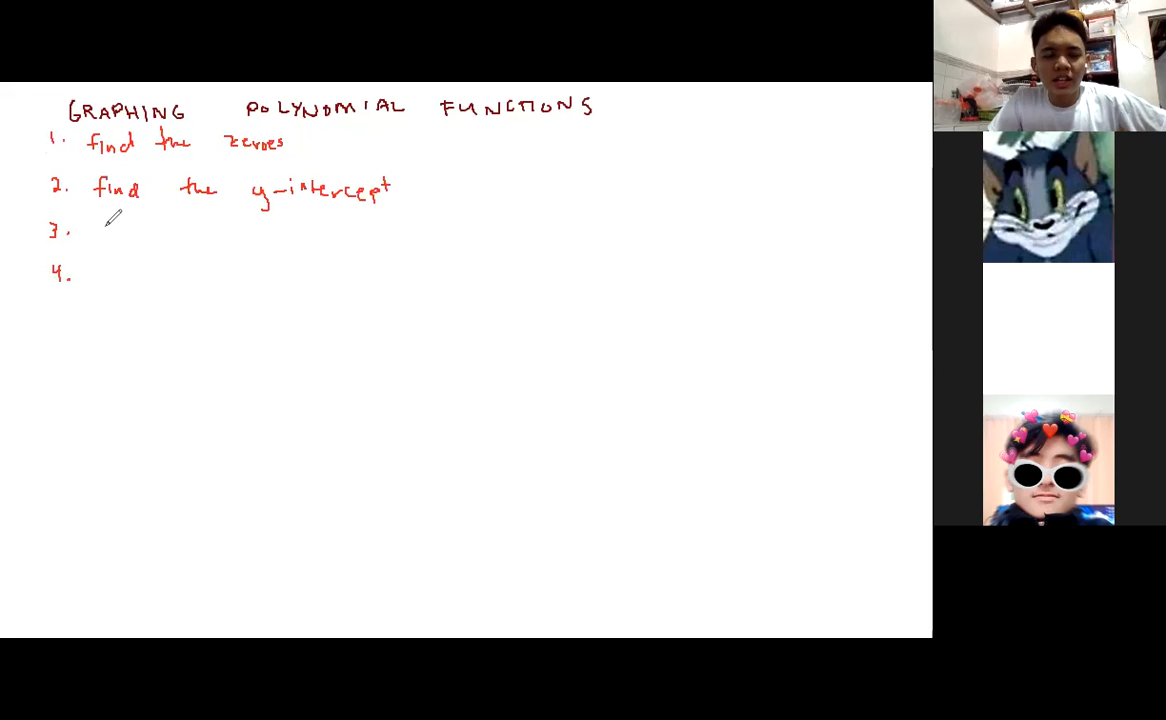 GRAPHING POLYNOMIAL FUNCTIONS
1. find the zeroes
2. find the y-intercept
3.
4.